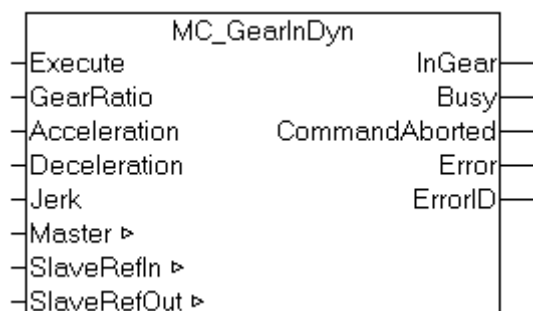 MC_GearInDyn
Execute InGear
GearRatio Busy
Acceleration CommandAborted
Deceleration Error
Jerk ErrorID
Master ▹
SlaveRefIn ▹
SlaveRefOut ▹